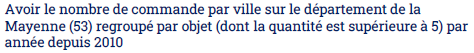 Avoir le nombre de commande par ville sur le département de la
Mayenne (53) regroupé par objet (dont la quantité est supérieure à 5) par
année depuis 2010